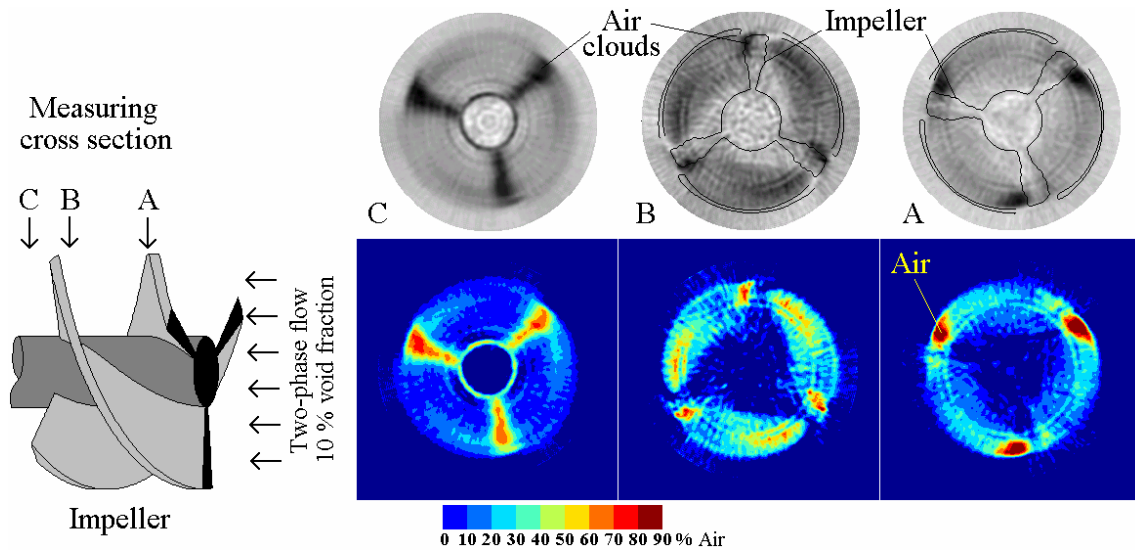 Measuring
cross section
C B A
Two-phase flow
10 % void fraction
Impeller
Air
clouds
Impeller
C
B
A
Air
0 10 20 30 40 50 60 70 80 90 % Air